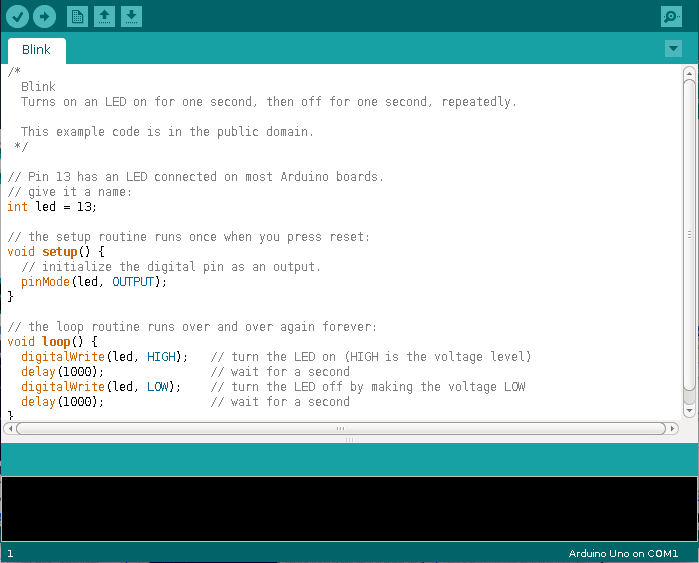 Blink
/*
  Blink
  Turns on an LED on for one second, then off for one second, repeatedly.

  This example code is in the public domain.
 */

// Pin 13 has an LED connected on most Arduino boards.
// give it a name:
int led = 13;

// the setup routine runs once when you press reset:
void setup() {
  // initialize the digital pin as an output.
  pinMode(led, OUTPUT);
}

// the loop routine runs over and over again forever:
void loop() {
  digitalWrite(led, HIGH);   // turn the LED on (HIGH is the voltage level)
  delay(1000);               // wait for a second
  digitalWrite(led, LOW);    // turn the LED off by making the voltage LOW
  delay(1000);               // wait for a second
}
1
Arduino Uno on COM1